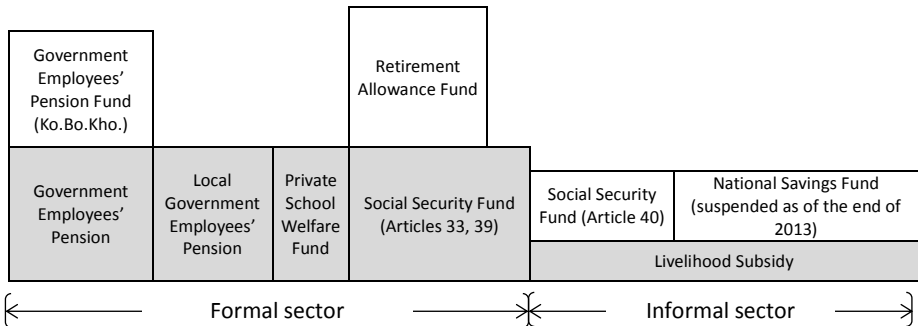 Government
Employees’
Pension Fund
(Ko.Bo.Kho.)
Retirement
Allowance Fund
Government
Employees’
Pension
Local
Government
Employees’
Pension
Private
School
Welfare
Fund
Social Security Fund
(Articles 33, 39)
Social Security
Fund (Article 40)
National Savings Fund
(suspended as of the end of
2013)
Livelihood Subsidy
Formal sector
Informal sector